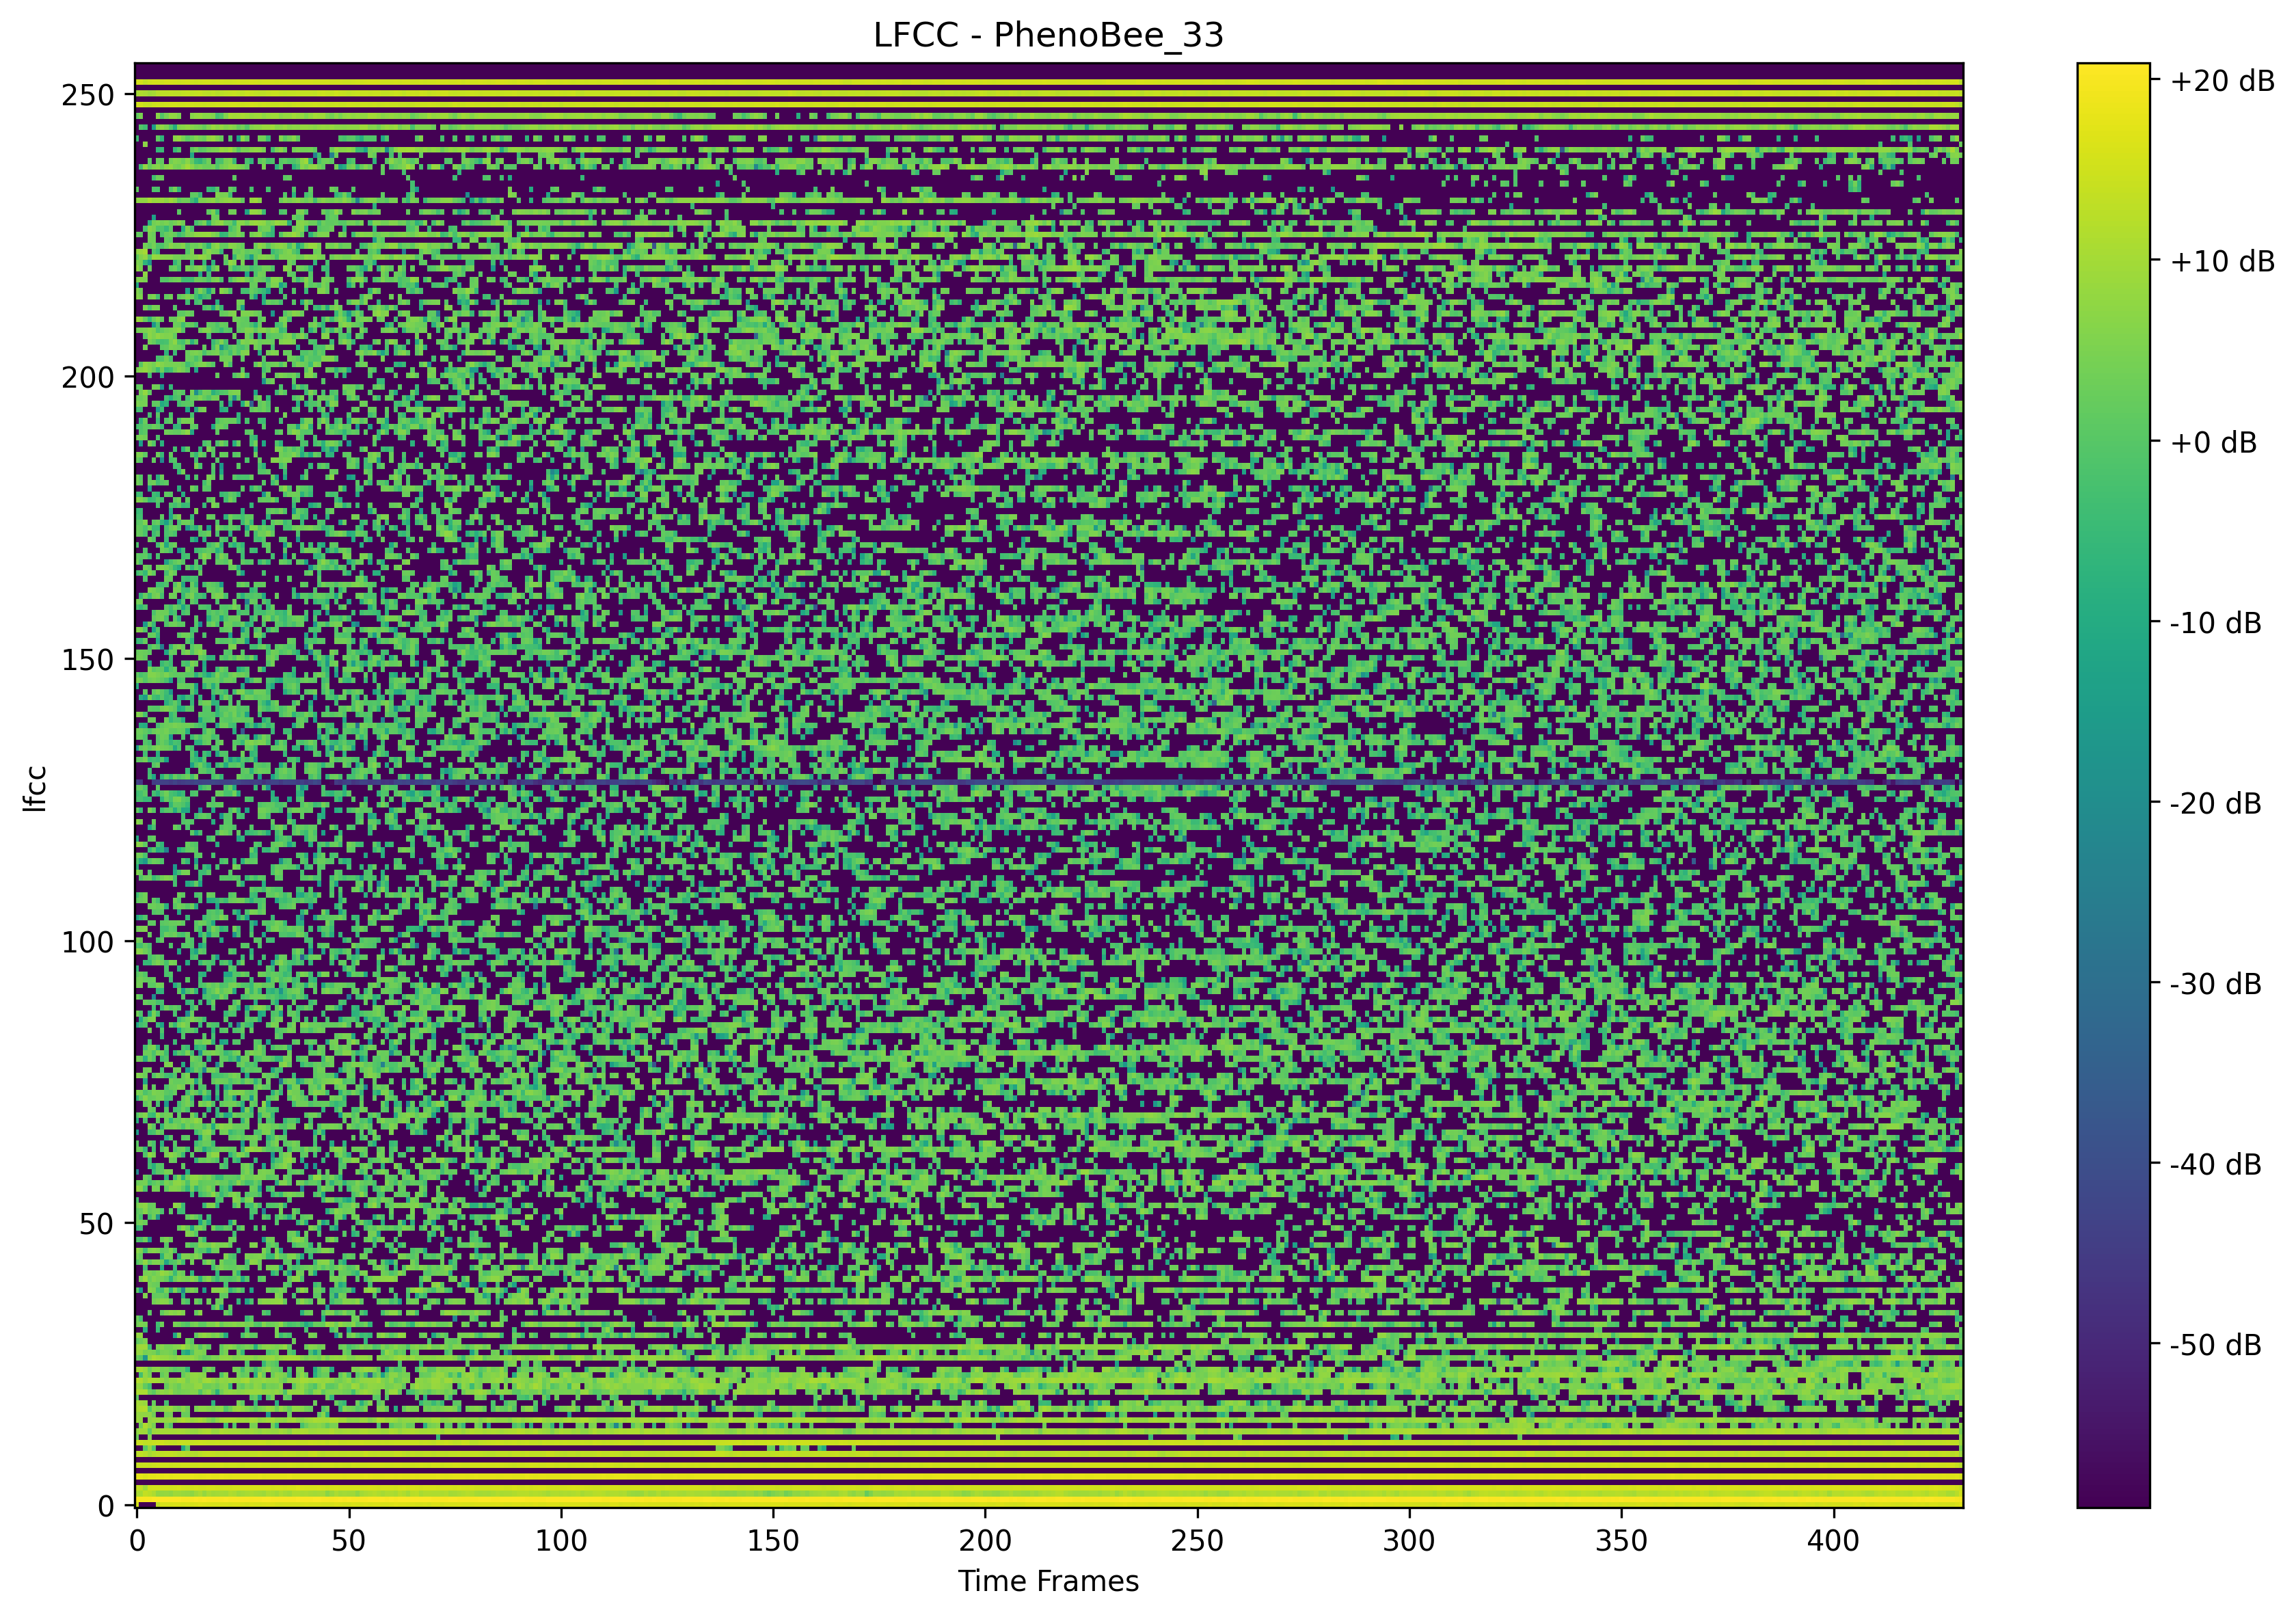 LFCC - PhenoBee_33
250
200
150
100
50
0
lfcc
0 50 100 150 200 250 300 350 400
Time Frames
+20 dB
+10 dB
+0 dB
-10 dB
-20 dB
-30 dB
-40 dB
-50 dB